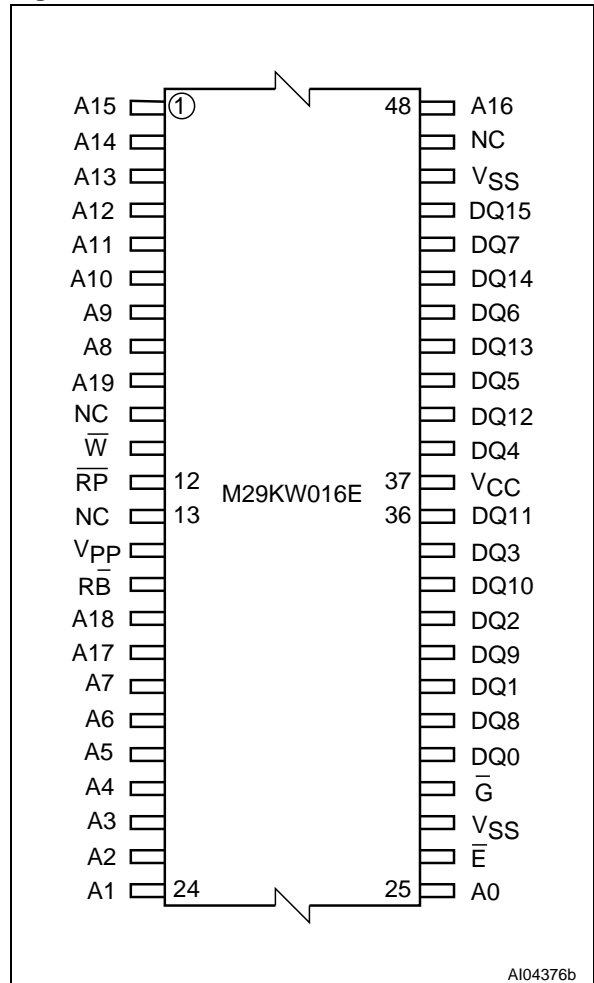 A15 ① 48 A16
A14 NC
A13 VSS
A12 DQ15
A11 DQ7
A10 DQ14
A9 DQ6
A8 DQ13
A19 DQ5
NC DQ12
W̅ DQ4
R̅P̅ 12 37 VCC
M29KW016E
NC 13 36 DQ11
VPP DQ3
RB̅ DQ10
A18 DQ2
A17 DQ9
A7 DQ1
A6 DQ8
A5 DQ0
A4 G̅
A3 VSS
A2 E̅
A1 24 25 A0
AI04376b